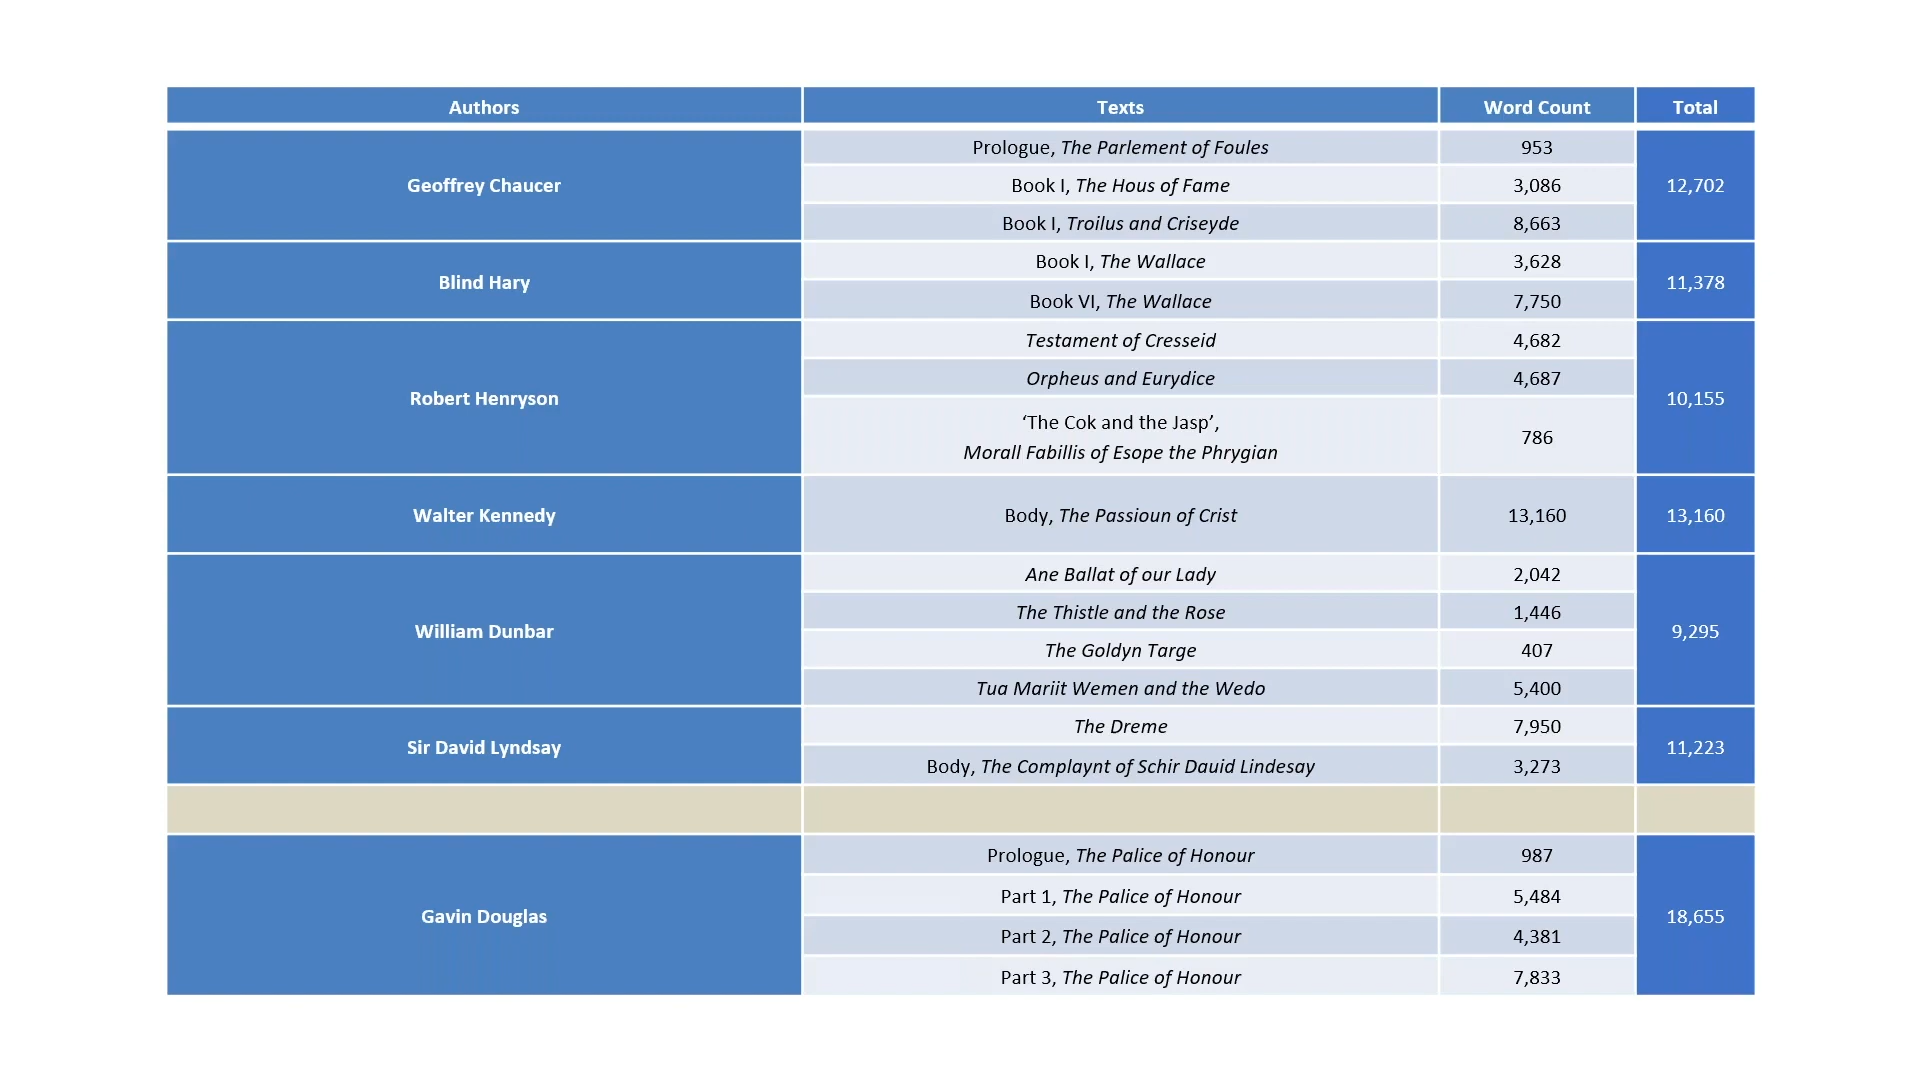 Authors Texts Word Count Total
Geoffrey Chaucer
Prologue, The Parlement of Foules 953
Book I, The Hous of Fame 3,086
Book I, Troilus and Criseyde 8,663
12,702
Blind Hary
Book I, The Wallace 3,628
Book VI, The Wallace 7,750
11,378
Robert Henryson
Testament of Cresseid 4,682
Orpheus and Eurydice 4,687
‘The Cok and the Jasp’,
Morall Fabillis of Esope the Phrygian
786
10,155
Walter Kennedy
Body, The Passioun of Crist 13,160
13,160
William Dunbar
Ane Ballat of our Lady 2,042
The Thistle and the Rose 1,446
The Goldyn Targe 407
Tua Mariit Wemen and the Wedo 5,400
9,295
Sir David Lyndsay
The Dreme 7,950
Body, The Complaynt of Schir Dauid Lindesay 3,273
11,223
Gavin Douglas
Prologue, The Palice of Honour 987
Part 1, The Palice of Honour 5,484
Part 2, The Palice of Honour 4,381
Part 3, The Palice of Honour 7,833
18,655